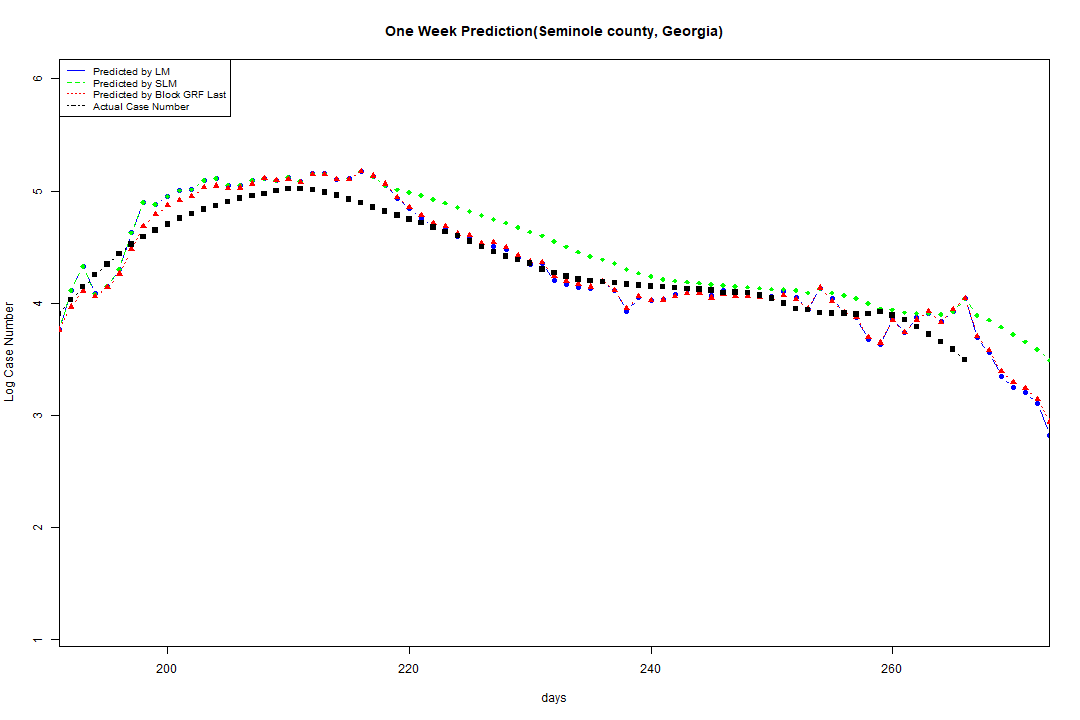 One Week Prediction(Seminole county, Georgia)
Predicted by LM
Predicted by SLM
Predicted by Block GRF Last
Actual Case Number
6
5
4
3
2
1
Log Case Number
200
220
240
260
days